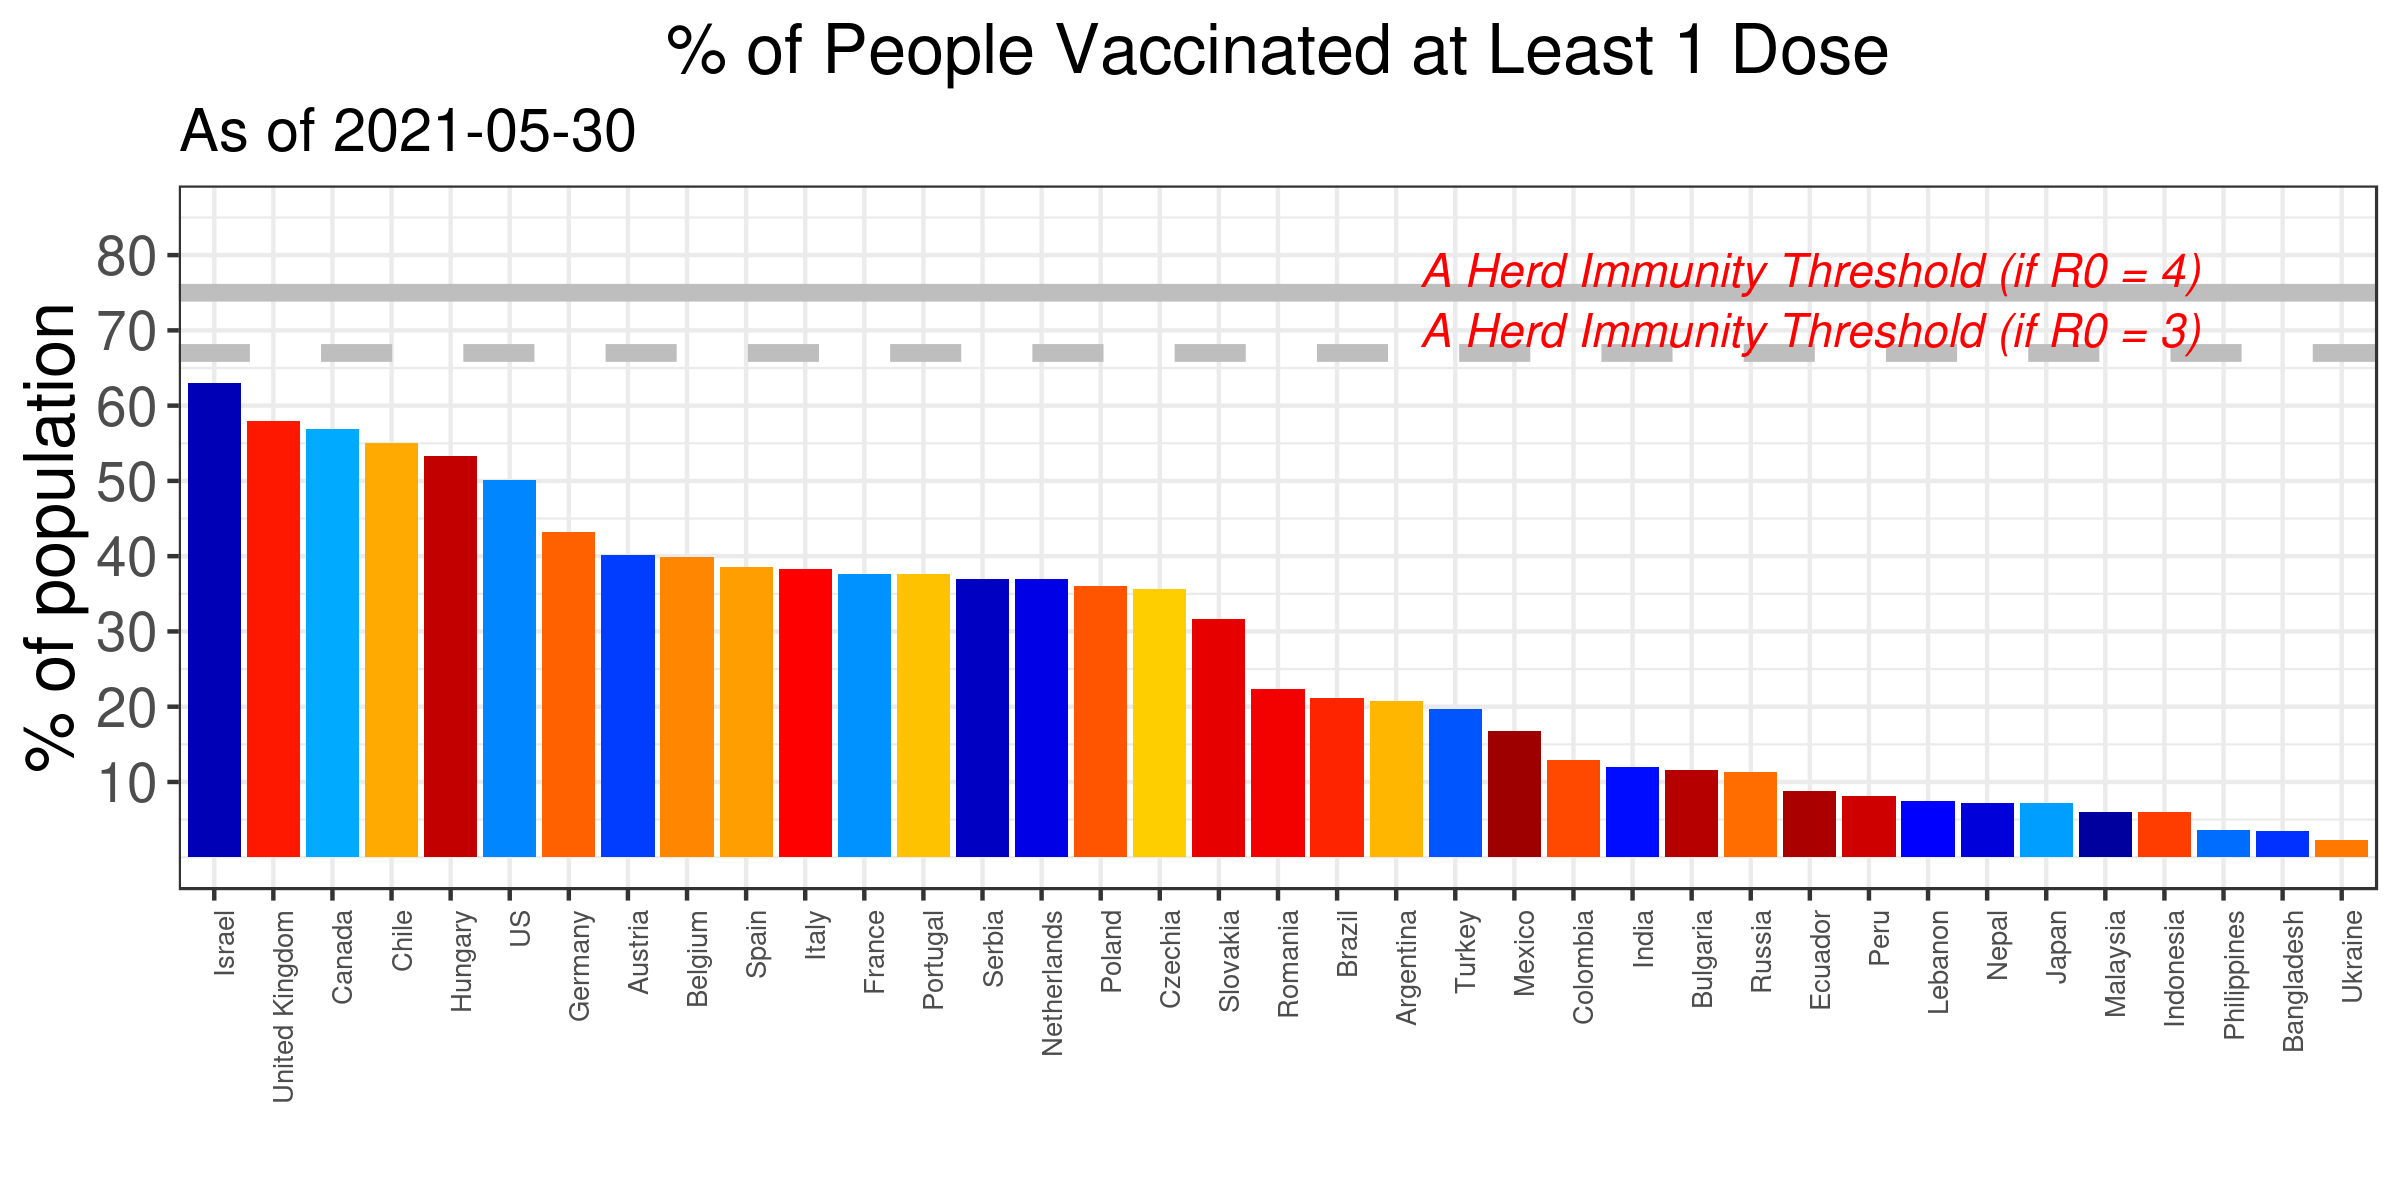 % of People Vaccinated at Least 1 Dose
As of 2021-05-30
% of population
80
70
60
50
40
30
20
10
A Herd Immunity Threshold (if R0 = 4)
A Herd Immunity Threshold (if R0 = 3)
Israel
United Kingdom
Canada
Chile
Hungary
US
Germany
Austria
Belgium
Spain
Italy
France
Portugal
Serbia
Netherlands
Poland
Czechia
Slovakia
Romania
Brazil
Argentina
Turkey
Mexico
Colombia
India
Bulgaria
Russia
Ecuador
Peru
Lebanon
Nepal
Japan
Malaysia
Indonesia
Philippines
Bangladesh
Ukraine